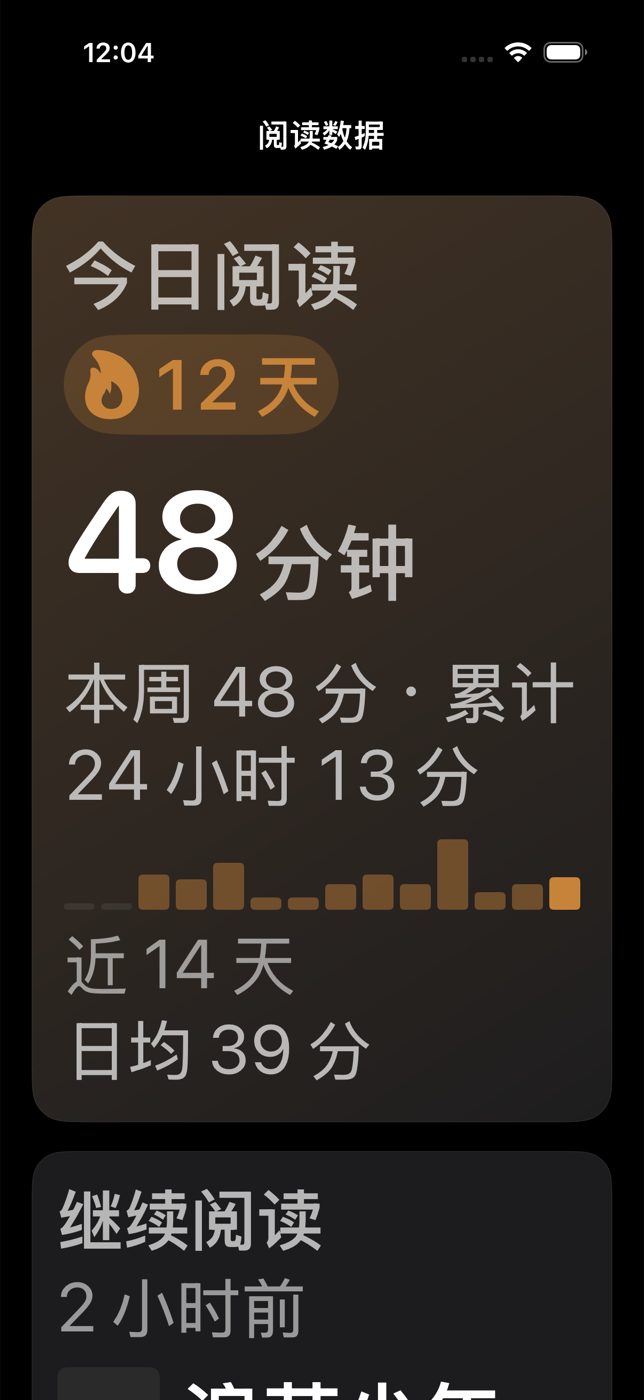 12:04
阅读数据
今日阅读
12 天
48 分钟
本周 48 分 · 累计
24 小时 13 分
近 14 天
日均 39 分
继续阅读
2 小时前